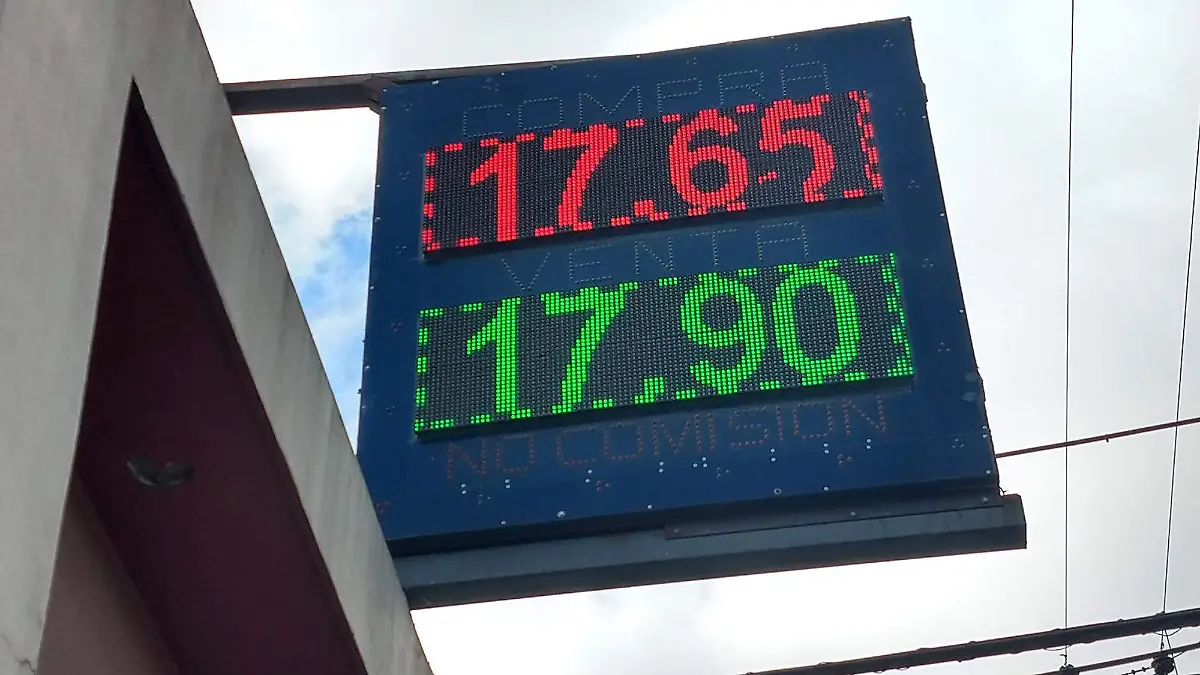 COMPRA
17.65
VENTA
17.90
NO COMISION